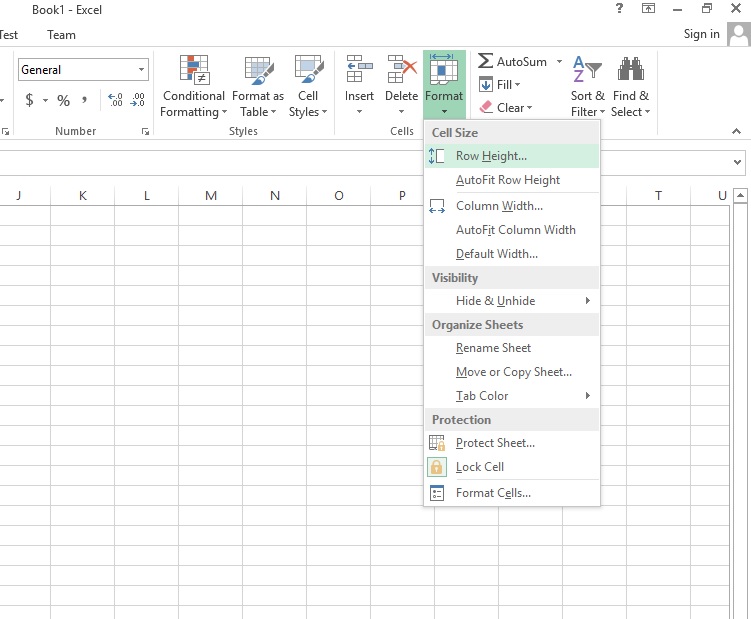 Book1 - Excel
?
Test Team Sign in
General
$ % ,
.00 .0
.00
Number
Conditional Formatting
Format as Table
Cell Styles
Styles
Insert
Delete
Format
Cells
AutoSum
Fill
Clear
Sort & Filter
Find & Select
Cell Size
Row Height...
AutoFit Row Height
Column Width...
AutoFit Column Width
Default Width...
Visibility
Hide & Unhide
Organize Sheets
Rename Sheet
Move or Copy Sheet...
Tab Color
Protection
Protect Sheet...
Lock Cell
Format Cells...
J K L M N O P T U